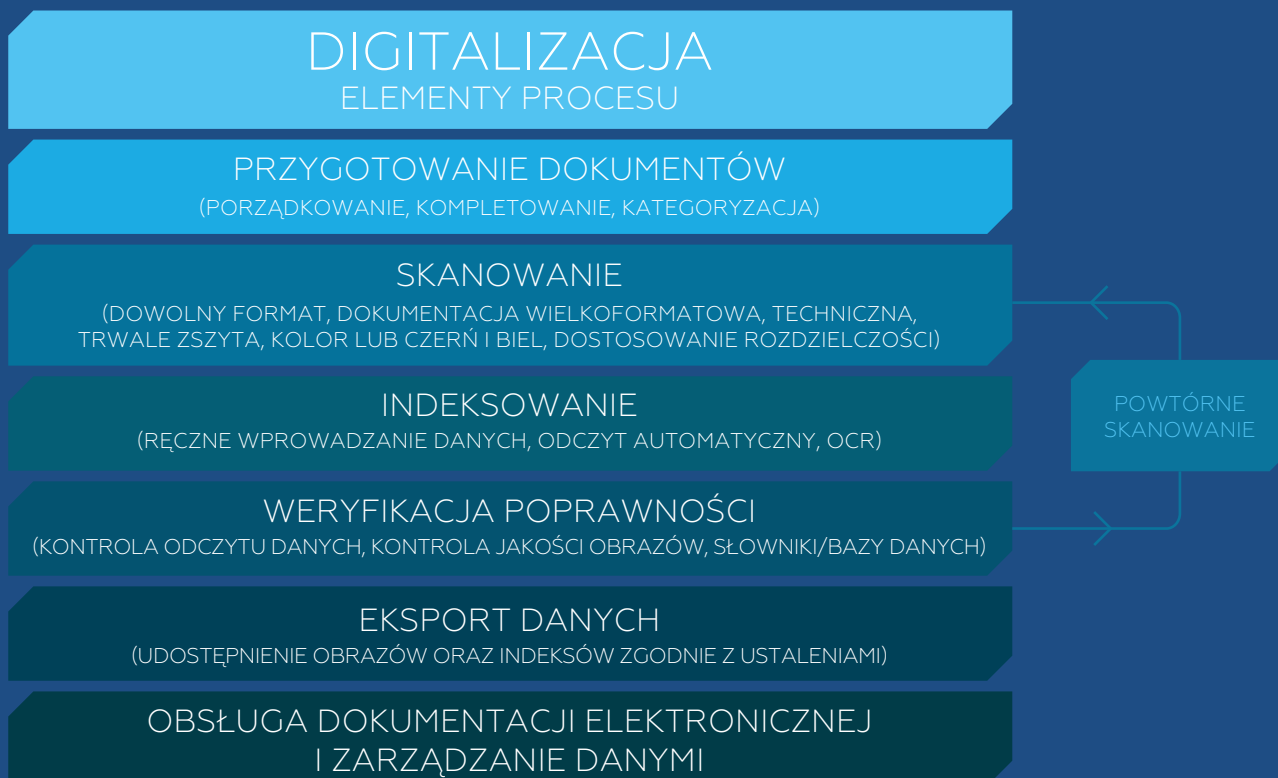 DIGITALIZACJA
ELEMENTY PROCESU
PRZYGOTOWANIE DOKUMENTÓW
(PORZĄDKOWANIE, KOMPLETOWANIE, KATEGORYZACJA)
SKANOWANIE
(DOWOLNY FORMAT, DOKUMENTACJA WIELKOFORMATOWA, TECHNICZNA,
TRWALE ZSZYTA, KOLOR LUB CZERŃ I BIEL, DOSTOSOWANIE ROZDZIELCZOŚCI)
INDEKSOWANIE
(RĘCZNE WPROWADZANIE DANYCH, ODCZYT AUTOMATYCZNY, OCR)
POWTÓRNE
SKANOWANIE
WERYFIKACJA POPRAWNOŚCI
(KONTROLA ODCZYTU DANYCH, KONTROLA JAKOŚCI OBRAZÓW, SŁOWNIKI/BAZY DANYCH)
EKSPORT DANYCH
(UDOSTĘPNIENIE OBRAZÓW ORAZ INDEKSÓW ZGODNIE Z USTALENIAMI)
OBSŁUGA DOKUMENTACJI ELEKTRONICZNEJ
I ZARZĄDZANIE DANYMI